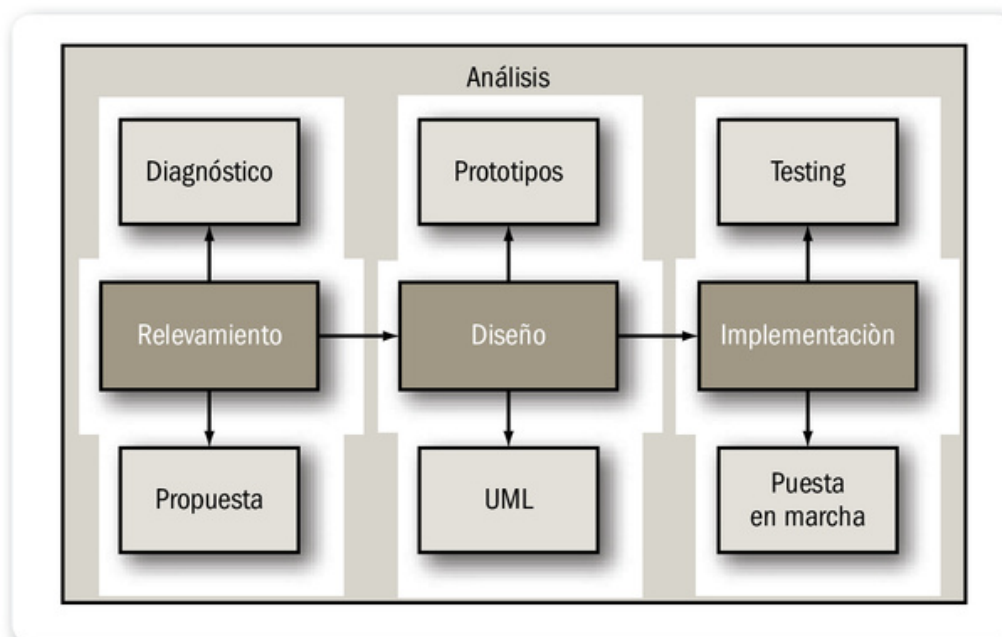 Análisis
Diagnóstico
Prototipos
Testing
Relevamiento
Diseño
Implementaciòn
Propuesta
UML
Puesta
en marcha